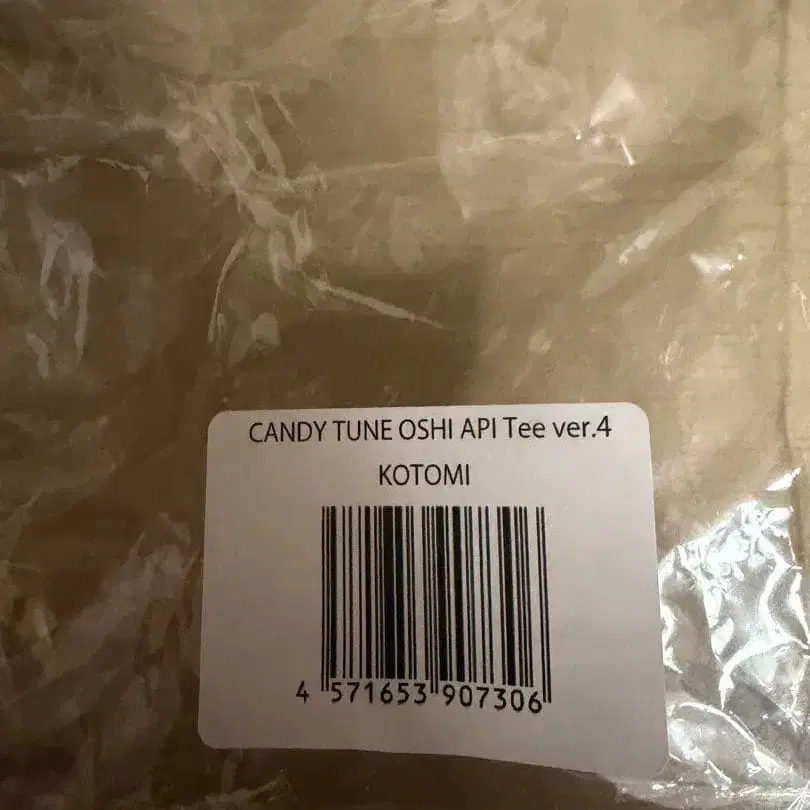 CANDY TUNE OSHI API Tee ver.4
KOTOMI
4 571653 907306